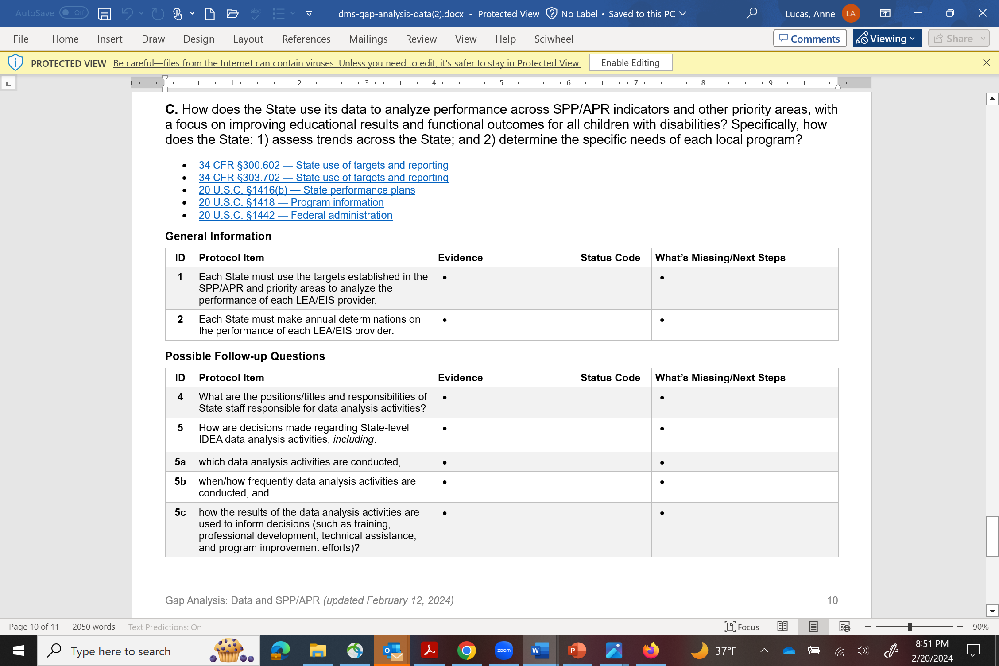 AutoSave Off
abc
dms-gap-analysis-data(2).docx - Protected View No Label • Saved to this PC
Lucas, Anne LA
File Home Insert Draw Design Layout References Mailings Review View Help Sciwheel
Comments Viewing Share
PROTECTED VIEW Be careful—files from the Internet can contain viruses. Unless you need to edit, it's safer to stay in Protected View. Enable Editing
L 1 2 3 4 5 6 7 8 9
C. How does the State use its data to analyze performance across SPP/APR indicators and other priority areas, with
a focus on improving educational results and functional outcomes for all children with disabilities? Specifically, how
does the State: 1) assess trends across the State; and 2) determine the specific needs of each local program?
• 34 CFR §300.602 — State use of targets and reporting
• 34 CFR §303.702 — State use of targets and reporting
• 20 U.S.C. §1416(b) — State performance plans
• 20 U.S.C. §1418 — Program information
• 20 U.S.C. §1442 — Federal administration
General Information
ID Protocol Item Evidence Status Code What's Missing/Next Steps
1 Each State must use the targets established in the • •
SPP/APR and priority areas to analyze the
performance of each LEA/EIS provider.
2 Each State must make annual determinations on • •
the performance of each LEA/EIS provider.
Possible Follow-up Questions
ID Protocol Item Evidence Status Code What's Missing/Next Steps
4 What are the positions/titles and responsibilities of • •
State staff responsible for data analysis activities?
5 How are decisions made regarding State-level • •
IDEA data analysis activities, including:
5a which data analysis activities are conducted, • •
5b when/how frequently data analysis activities are • •
conducted, and
5c how the results of the data analysis activities are • •
used to inform decisions (such as training,
professional development, technical assistance,
and program improvement efforts)?
Gap Analysis: Data and SPP/APR (updated February 12, 2024) 10
Page 10 of 11 2050 words Text Predictions: On Focus 90%
Type here to search
O
zoom
W
P
37°F
8:51 PM
2/20/2024